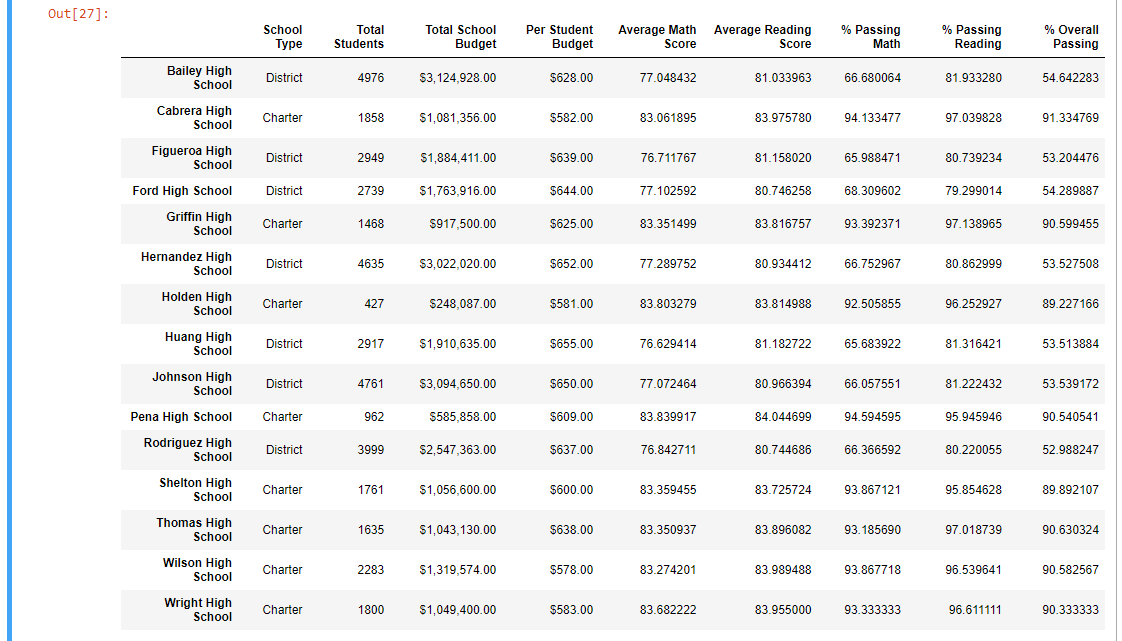 Out[27]:
School Type Total Students Total School Budget Per Student Budget Average Math Score Average Reading Score % Passing Math % Passing Reading % Overall Passing
Bailey High School District 4976 $3,124,928.00 $628.00 77.048432 81.033963 66.680064 81.933280 54.642283
Cabrera High School Charter 1858 $1,081,356.00 $582.00 83.061895 83.975780 94.133477 97.039828 91.334769
Figueroa High School District 2949 $1,884,411.00 $639.00 76.711767 81.158020 65.988471 80.739234 53.204476
Ford High School District 2739 $1,763,916.00 $644.00 77.102592 80.746258 68.309602 79.299014 54.289887
Griffin High School Charter 1468 $917,500.00 $625.00 83.351499 83.816757 93.392371 97.138965 90.599455
Hernandez High School District 4635 $3,022,020.00 $652.00 77.289752 80.934412 66.752967 80.862999 53.527508
Holden High School Charter 427 $248,087.00 $581.00 83.803279 83.814988 92.505855 96.252927 89.227166
Huang High School District 2917 $1,910,635.00 $655.00 76.629414 81.182722 65.683922 81.316421 53.513884
Johnson High School District 4761 $3,094,650.00 $650.00 77.072464 80.966394 66.057551 81.222432 53.539172
Pena High School Charter 962 $585,858.00 $609.00 83.839917 84.044699 94.594595 95.945946 90.540541
Rodriguez High School District 3999 $2,547,363.00 $637.00 76.842711 80.744686 66.366592 80.220055 52.988247
Shelton High School Charter 1761 $1,056,600.00 $600.00 83.359455 83.725724 93.867121 95.854628 89.892107
Thomas High School Charter 1635 $1,043,130.00 $638.00 83.350937 83.896082 93.185690 97.018739 90.630324
Wilson High School Charter 2283 $1,319,574.00 $578.00 83.274201 83.989488 93.867718 96.539641 90.582567
Wright High School Charter 1800 $1,049,400.00 $583.00 83.682222 83.955000 93.333333 96.611111 90.333333